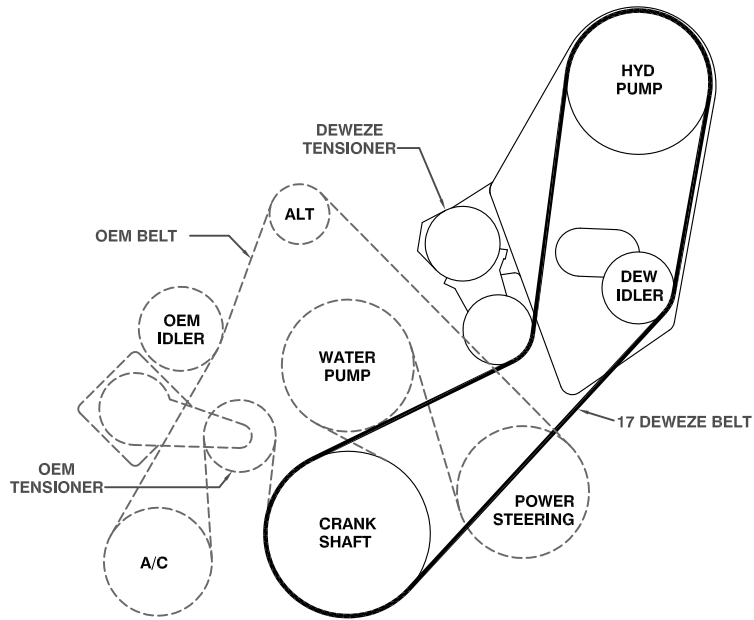 HYD
PUMP
DEWEZE
TENSIONER
ALT
OEM BELT
DEW
IDLER
OEM
IDLER
WATER
PUMP
17 DEWEZE BELT
OEM
TENSIONER
POWER
STEERING
CRANK
SHAFT
A/C